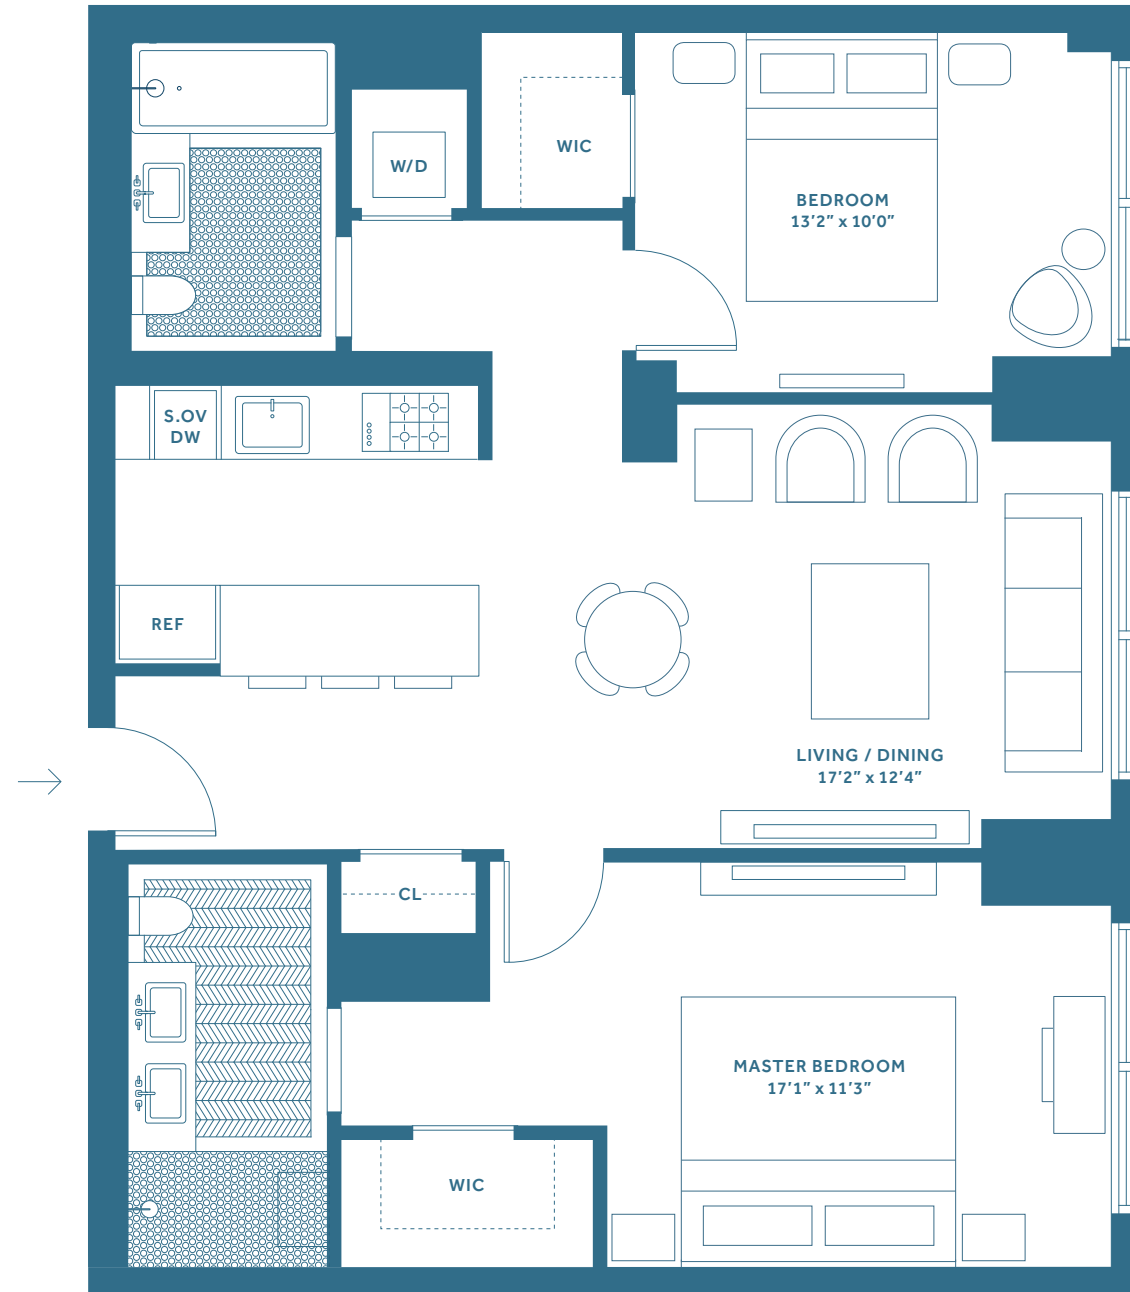 W/D
WIC
BEDROOM
13′2″ x 10′0″
S.OV
DW
REF
LIVING / DINING
17′2″ x 12′4″
CL
MASTER BEDROOM
17′1″ x 11′3″
WIC